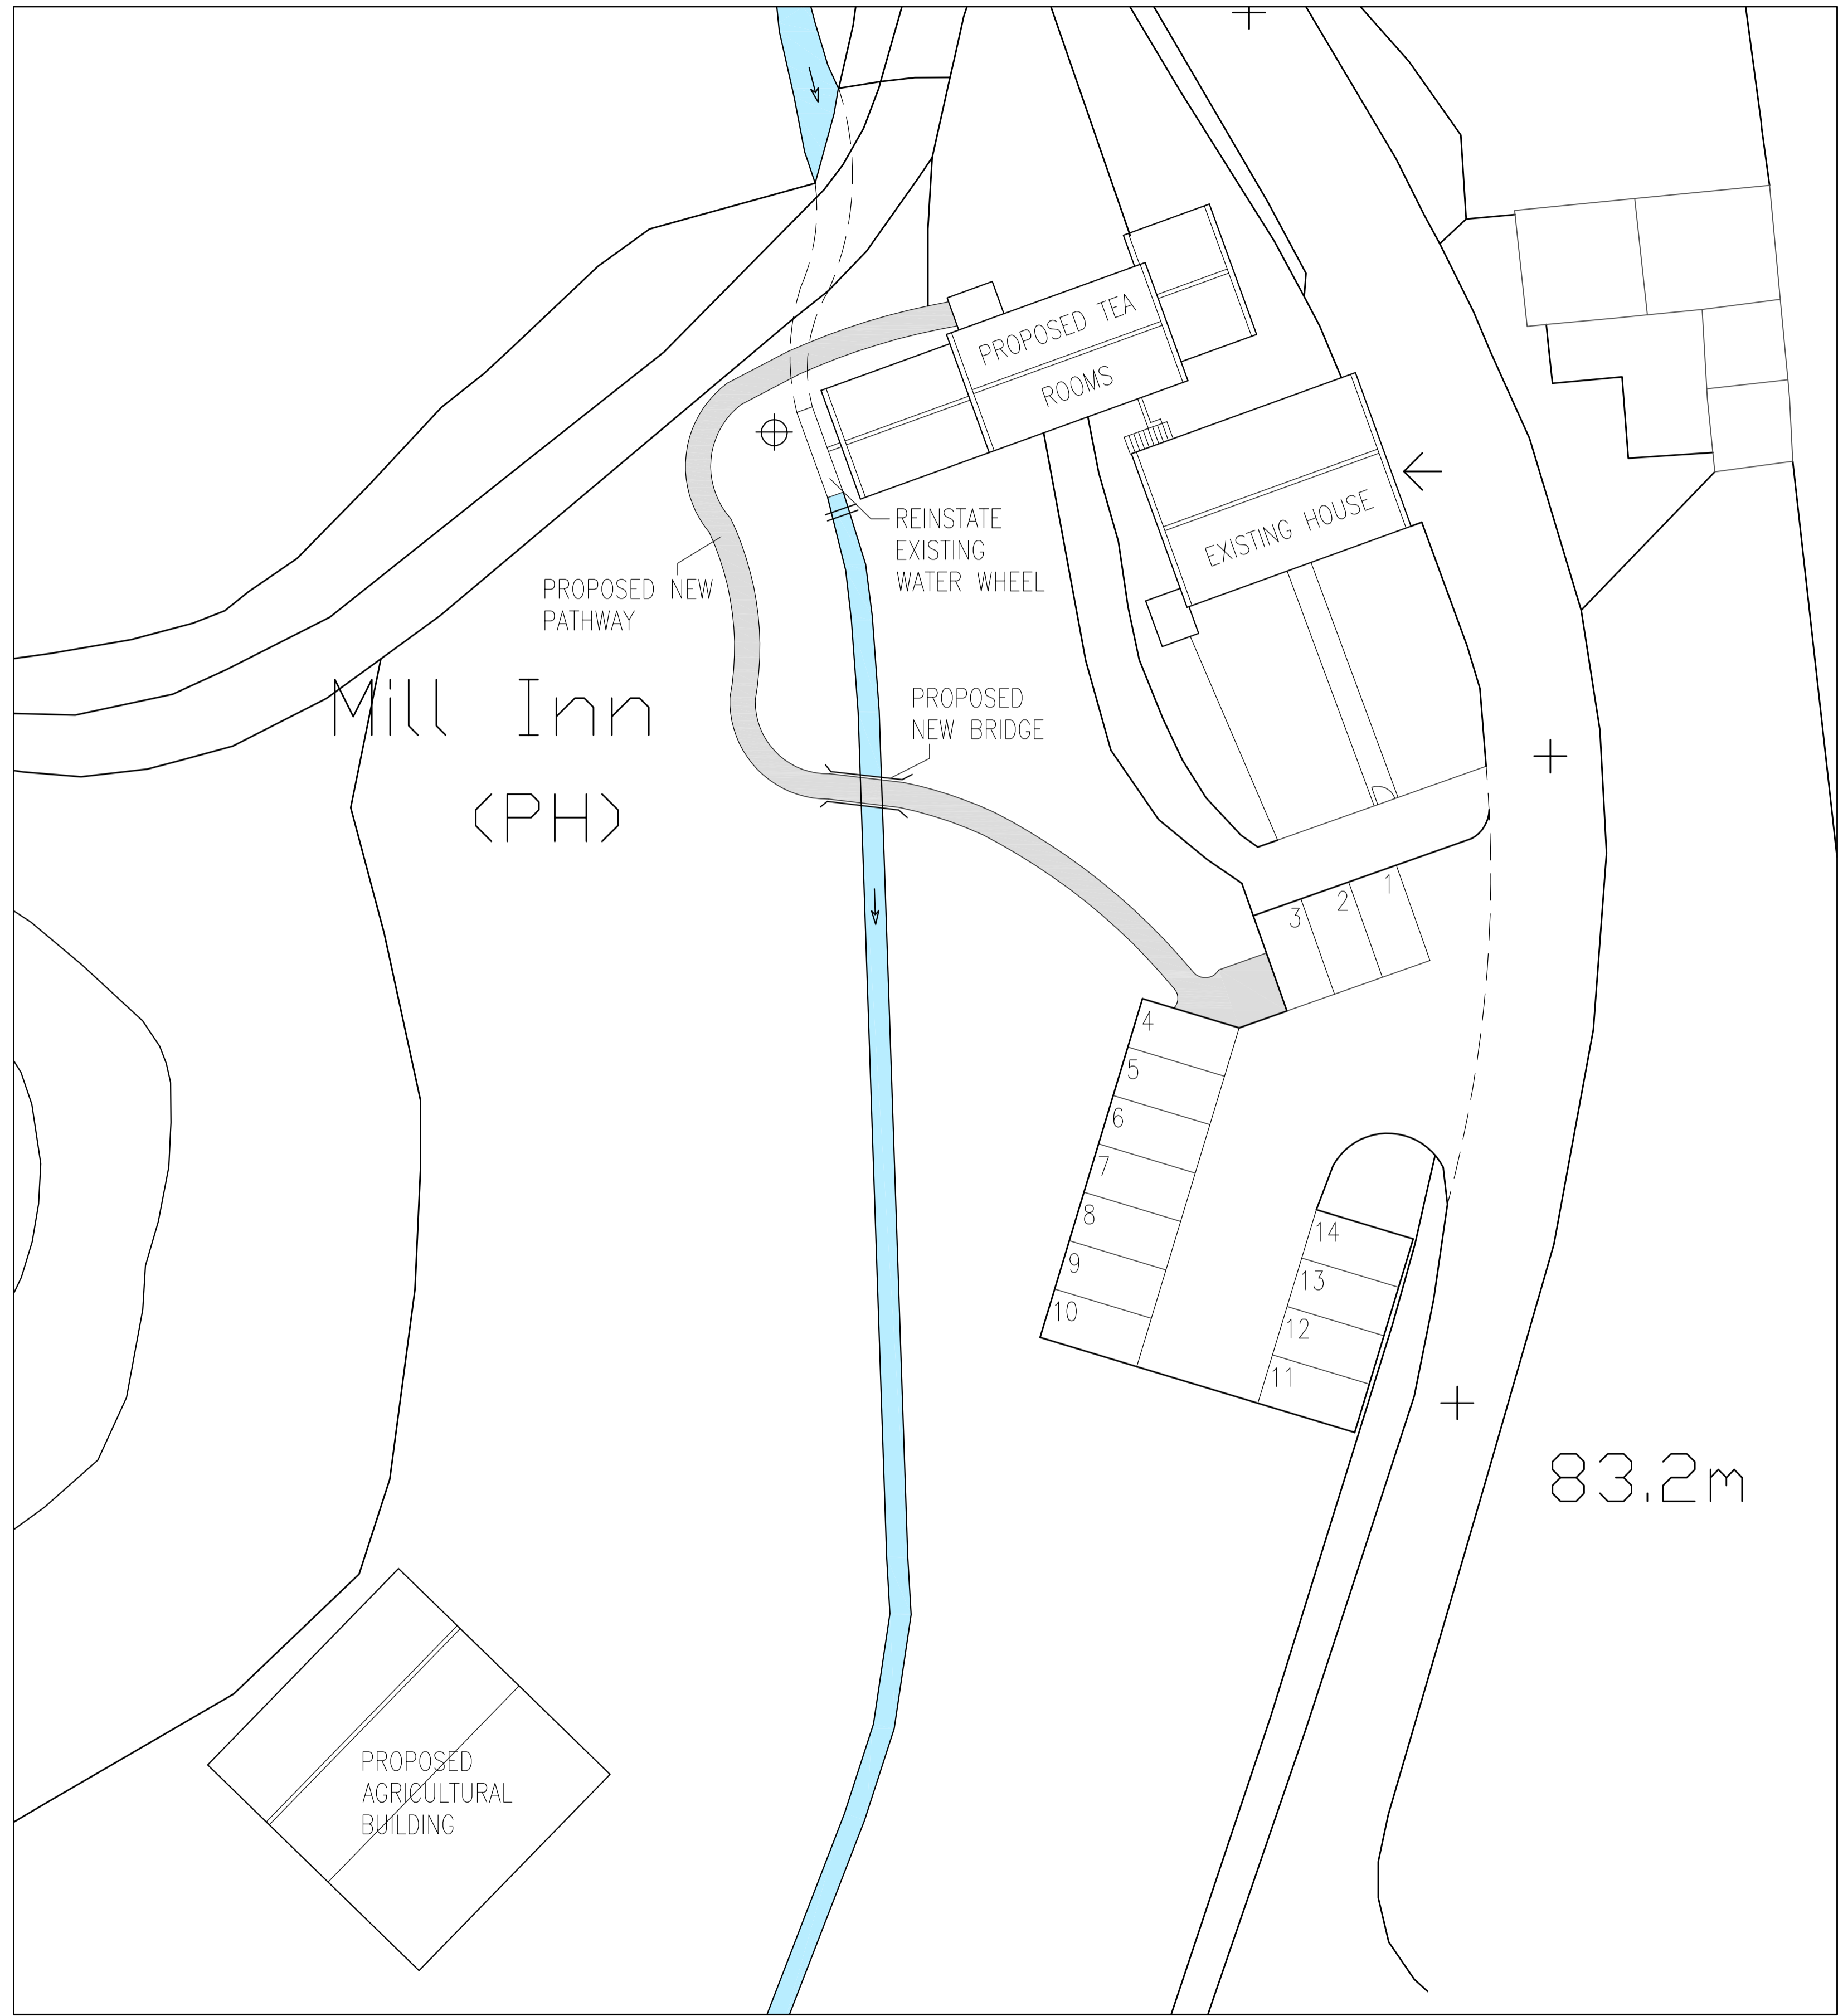 PROPOSED TEA
ROOMS
EXISTING HOUSE
REINSTATE
EXISTING
WATER WHEEL
PROPOSED NEW
PATHWAY
Mill Inn
(PH)
PROPOSED
NEW BRIDGE
3 2 1
4
5
6
7
8
9
10
14
13
12
11
83.2m
PROPOSED
AGRICULTURAL
BUILDING